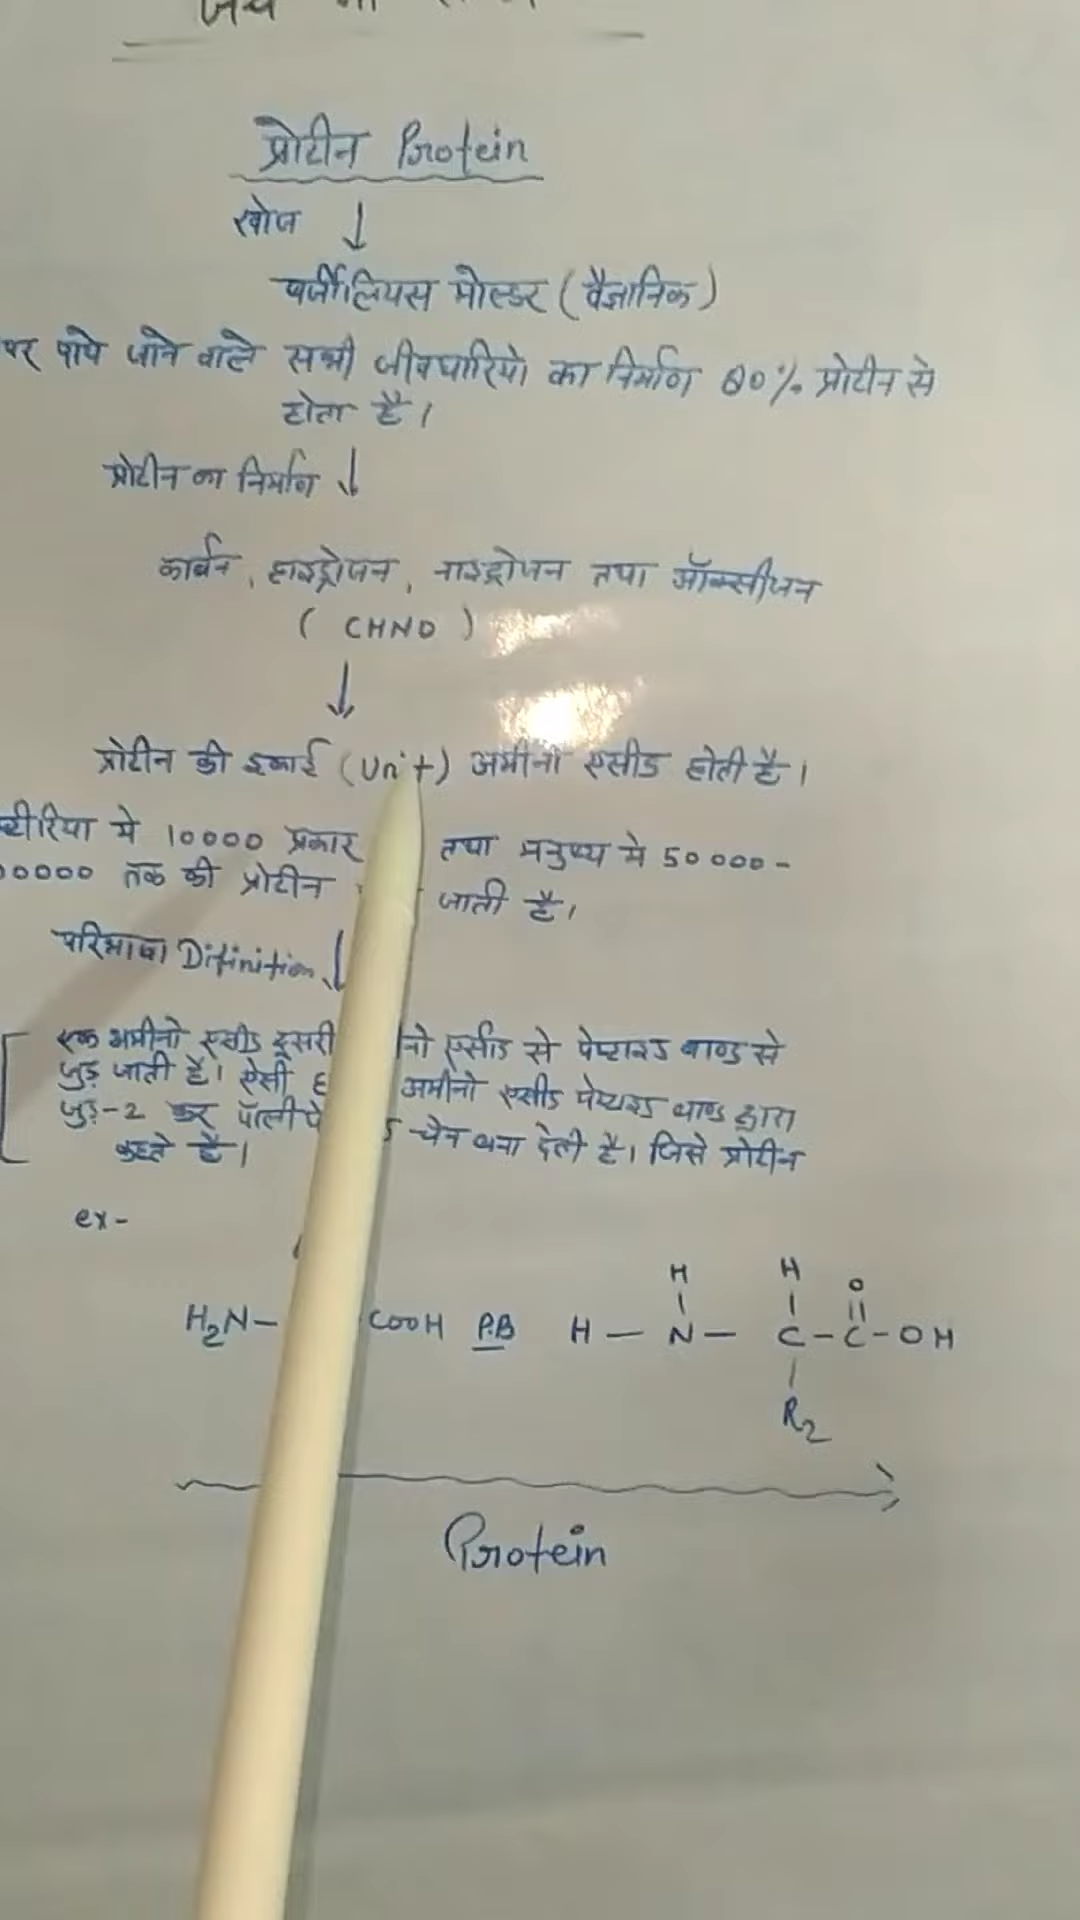 प्रोटीन Protein
खोज ↓
बर्जीलियस मोल्डर (वैज्ञानिक)
पर पाये जाने वाले सभी जीवधारियो का निर्माण 80% प्रोटीन से
होता है।
प्रोटीन का निर्माण ↓
कार्बन, हाइड्रोजन, नाइट्रोजन तथा ऑक्सीजन
( CHNO )
↓
प्रोटीन की इकाई (Unit) अमीनो एसीड होती है।
मे 10000 प्रकार तथा मनुष्य मे 50000-
तक की प्रोटीन जाती है।
परिभाषा Difinition ↓
एक अमीनो एसीड दूसरी एसीड से पेप्टाइड बाण्ड से
जुड़ जाती है। ऐसी अमीनो एसीड पेप्टाइड बाण्ड द्वारा
जुड़-2 कर चेन बना देती है। जिसे प्रोटीन
कहते है।
ex-
H H O
H₂N- COOH P.B H — N — C - C - OH
R₂
Protein